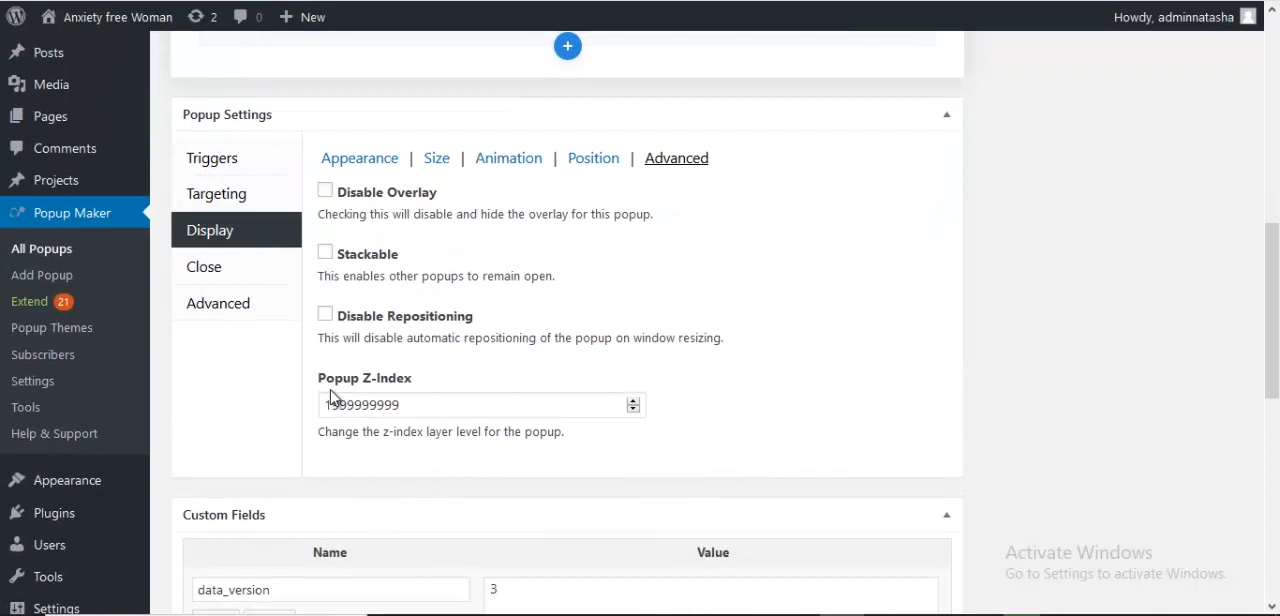 Anxiety free Woman 2 0 New Howdy, adminnatasha
Posts
Media
Pages
Comments
Projects
Popup Maker
All Popups
Add Popup
Extend 21
Popup Themes
Subscribers
Settings
Tools
Help & Support
Appearance
Plugins
Users
Tools
Settings
Popup Settings
Triggers
Targeting
Display
Close
Advanced
Appearance | Size | Animation | Position | Advanced
Disable Overlay
Checking this will disable and hide the overlay for this popup.
Stackable
This enables other popups to remain open.
Disable Repositioning
This will disable automatic repositioning of the popup on window resizing.
Popup Z-Index
1999999999
Change the z-index layer level for the popup.
Custom Fields
Name Value
data_version 3
Activate Windows
Go to Settings to activate Windows.